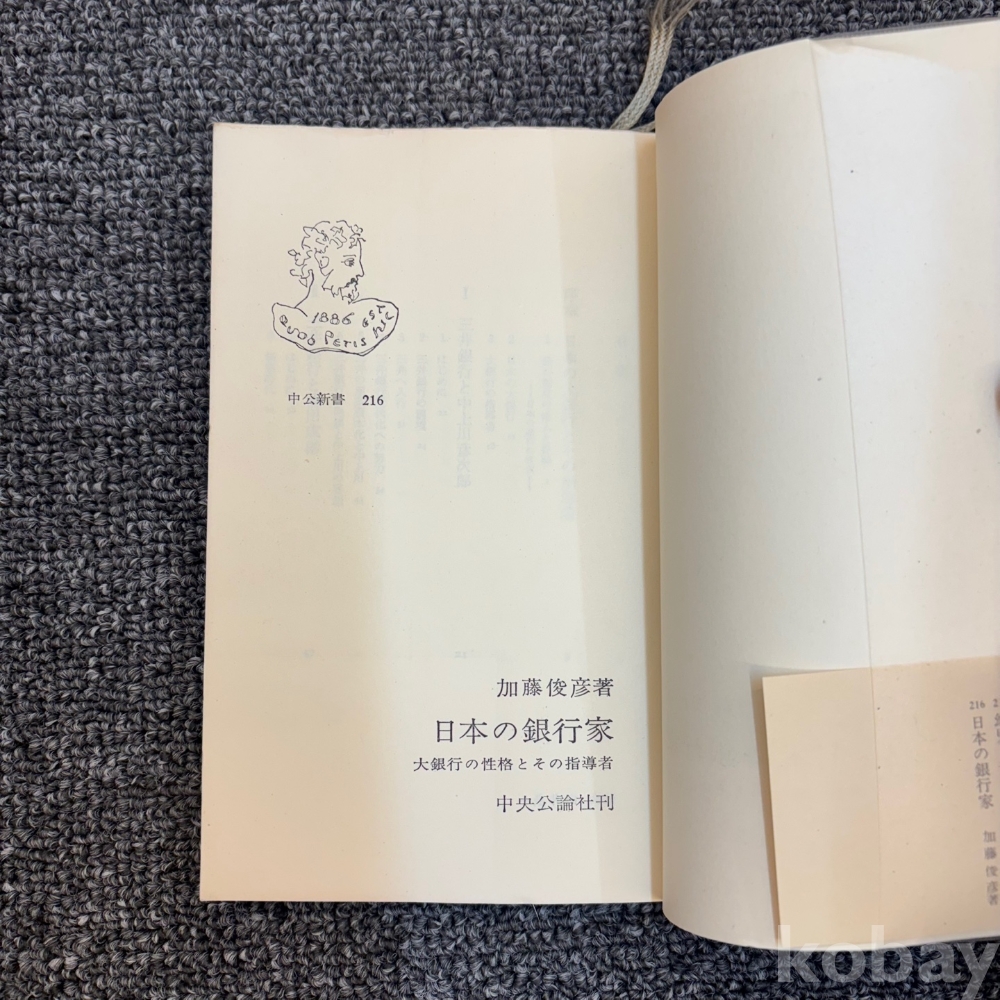 1886
QUOD PETIS EST HIC
中公新書 216
加藤俊彦著
日本の銀行家
大銀行の性格とその指導者
中央公論社刊
216 日本の銀行家 加藤俊彦著
kobay